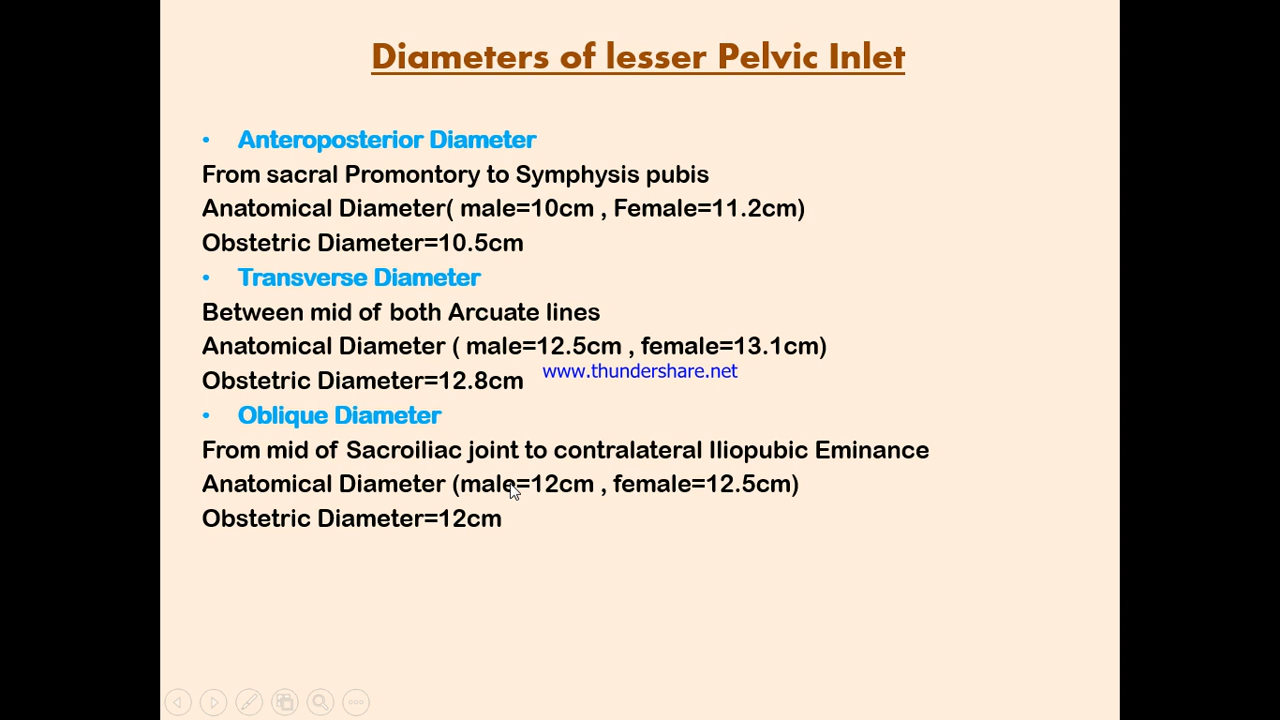 Diameters of lesser Pelvic Inlet
• Anteroposterior Diameter
From sacral Promontory to Symphysis pubis
Anatomical Diameter( male=10cm , Female=11.2cm)
Obstetric Diameter=10.5cm
• Transverse Diameter
Between mid of both Arcuate lines
Anatomical Diameter ( male=12.5cm , female=13.1cm)
www.thundershare.net
Obstetric Diameter=12.8cm
• Oblique Diameter
From mid of Sacroiliac joint to contralateral Iliopubic Eminance
Anatomical Diameter (male=12cm , female=12.5cm)
Obstetric Diameter=12cm